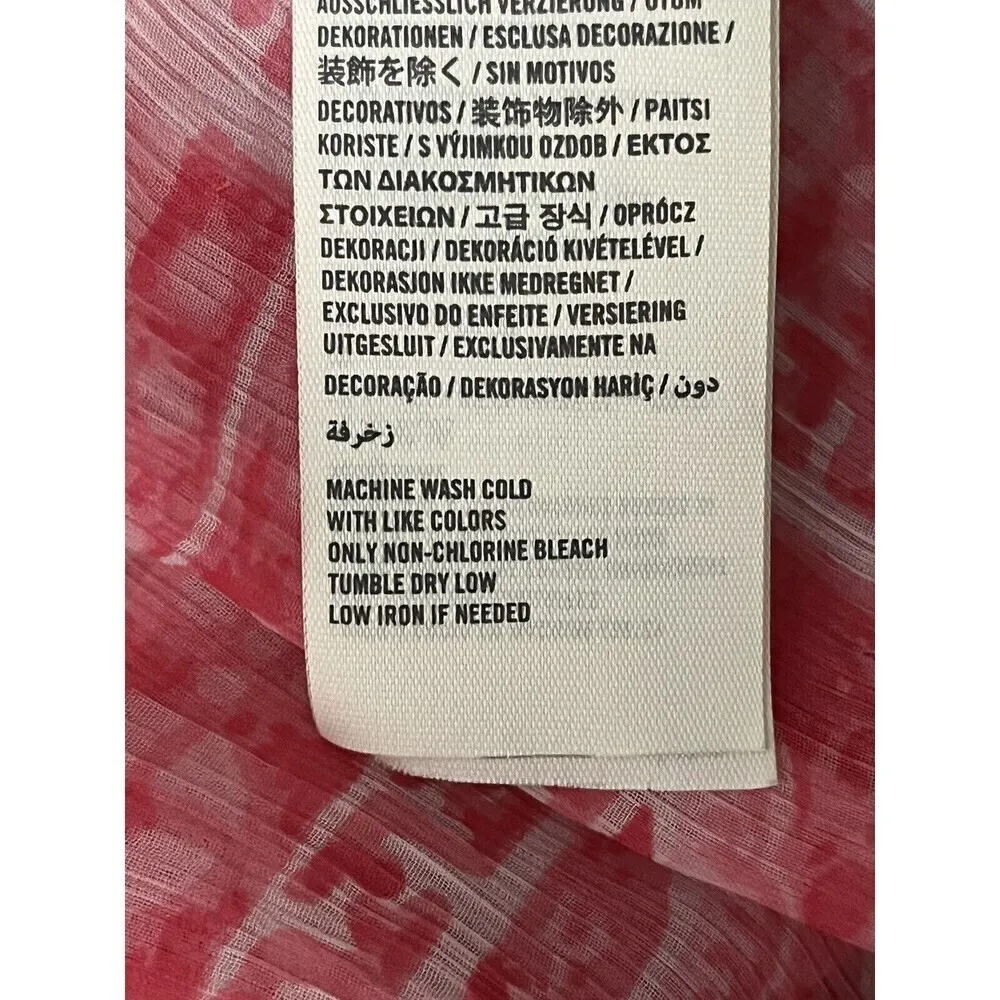 AUSSCHLIESSLICH VERZIERUNG / UTOM
DEKORATIONEN / ESCLUSA DECORAZIONE /
装飾を除く / SIN MOTIVOS
DECORATIVOS / 装饰物除外 / PAITSI
KORISTE / S VÝJIMKOU OZDOB / ΕΚΤΟΣ
ΤΩΝ ΔΙΑΚΟΣΜΗΤΙΚΩΝ
ΣΤΟΙΧΕΙΩΝ / 고급 장식 / OPRÓCZ
DEKORACJI / DEKORÁCIÓ KIVÉTELÉVEL /
DEKORASJON IKKE MEDREGNET /
EXCLUSIVO DO ENFEITE / VERSIERING
UITGESLUIT / EXCLUSIVAMENTE NA
DECORAÇÃO / DEKORASYON HARİÇ / دون
زخرفة
MACHINE WASH COLD
WITH LIKE COLORS
ONLY NON-CHLORINE BLEACH
TUMBLE DRY LOW
LOW IRON IF NEEDED